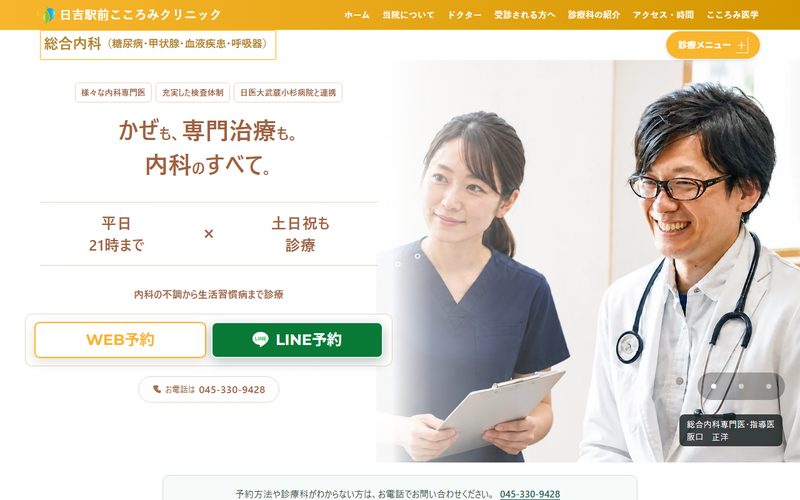 日吉駅前こころみクリニック
ホーム 当院について ドクター 受診される方へ 診療科の紹介 アクセス・時間 こころみ医学
総合内科（糖尿病・甲状腺・血液疾患・呼吸器）
診療メニュー
様々な内科専門医 充実した検査体制 日医大武蔵小杉病院と連携
かぜも、専門治療も。
内科のすべて。
平日
21時まで
×
土日祝も
診療
内科の不調から生活習慣病まで診療
WEB予約
LINE LINE予約
お電話は 045-330-9428
総合内科専門医・指導医
阪口 正洋
予約方法や診療科がわからない方は、お電話でお問い合わせください。 045-330-9428